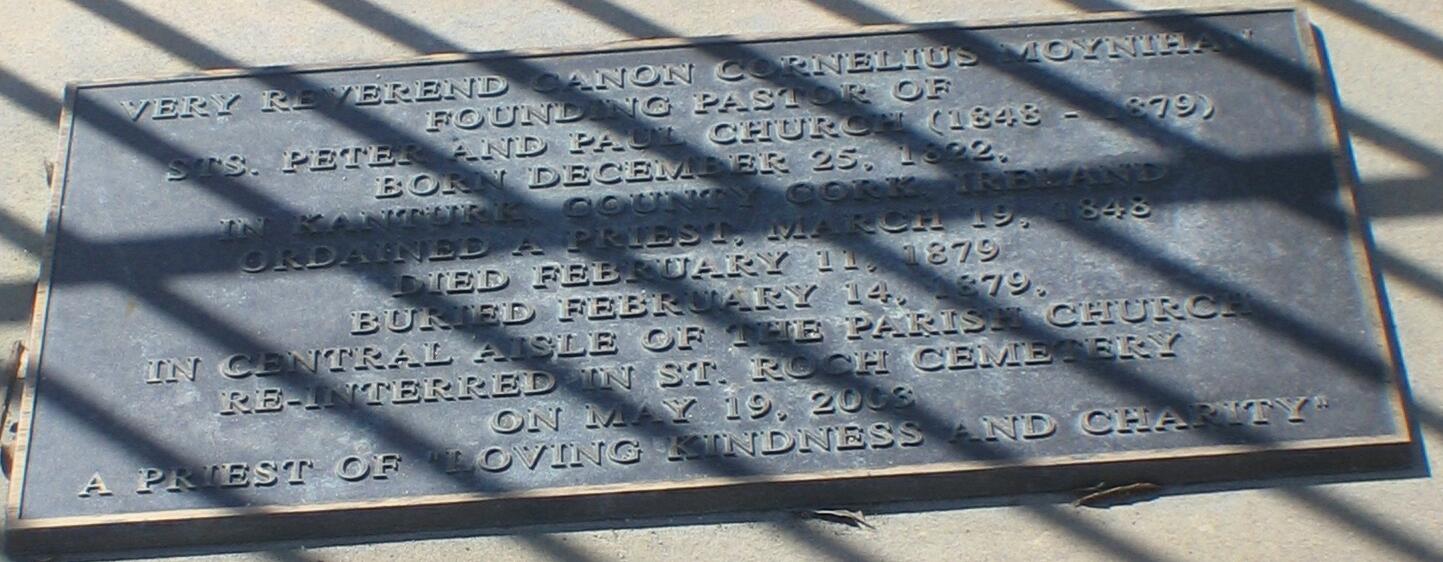 VERY REVEREND CANON CORNELIUS MOYNIHAN
FOUNDING PASTOR OF
STS. PETER AND PAUL CHURCH (1848 - 1879)
BORN DECEMBER 25, 1822,
IN KANTURK, COUNTY CORK, IRELAND
ORDAINED A PRIEST, MARCH 19, 1848
DIED FEBRUARY 11, 1879
BURIED FEBRUARY 14, 1879,
IN CENTRAL AISLE OF THE PARISH CHURCH
RE-INTERRED IN ST. ROCH CEMETERY
ON MAY 19, 2003
A PRIEST OF "LOVING KINDNESS AND CHARITY"